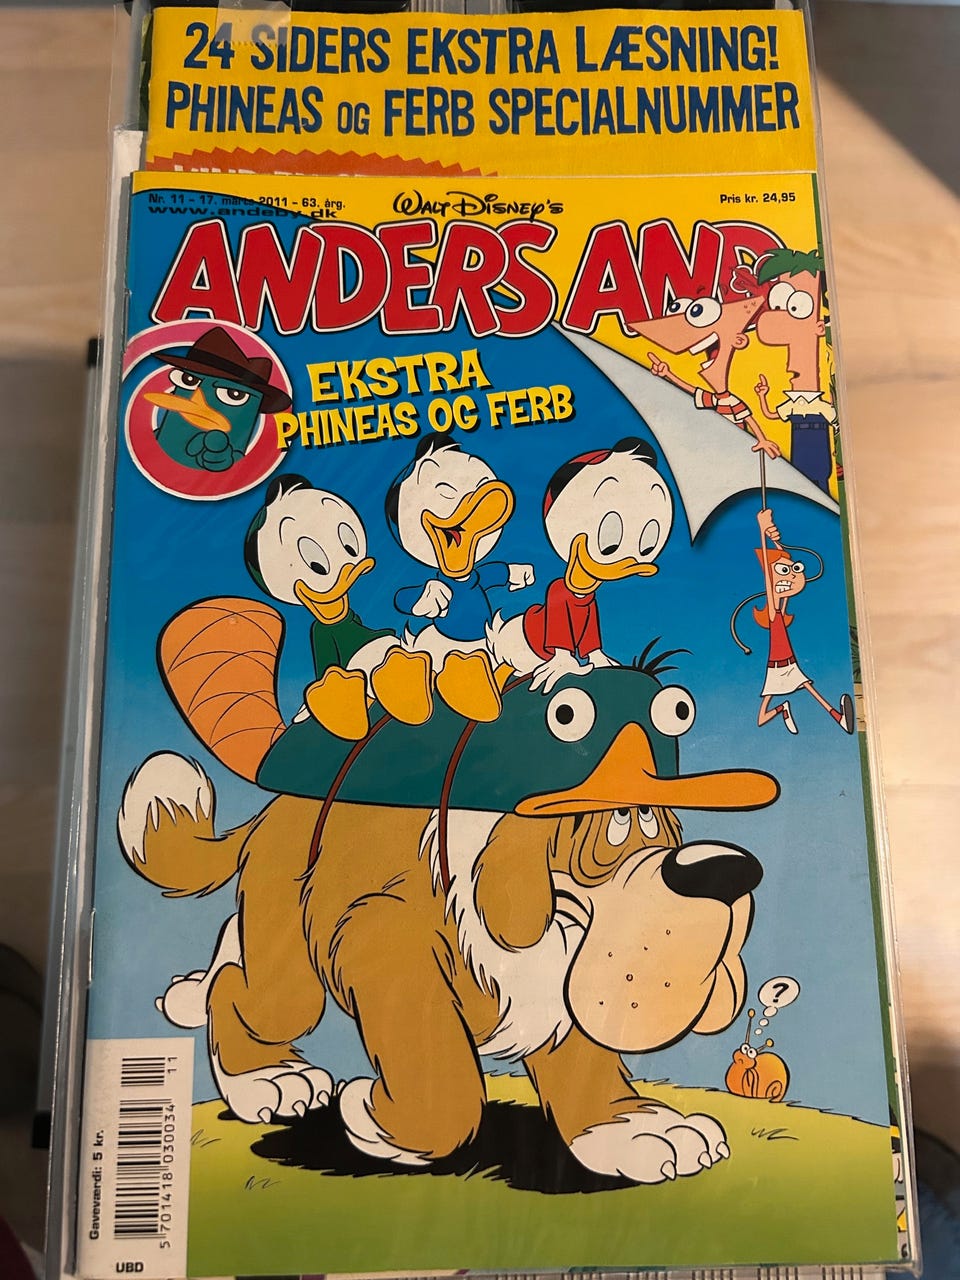 24 SIDERS EKSTRA LÆSNING!
PHINEAS OG FERB SPECIALNUMMER
Nr. 11 – 17. marts 2011 – 63. årg.
www.andeby.dk
WALT DISNEY'S
Pris kr. 24,95
ANDERS AND
EKSTRA
PHINEAS OG FERB
?
Gaveværdi: 5 kr.
5 701418 030034
11
UBD